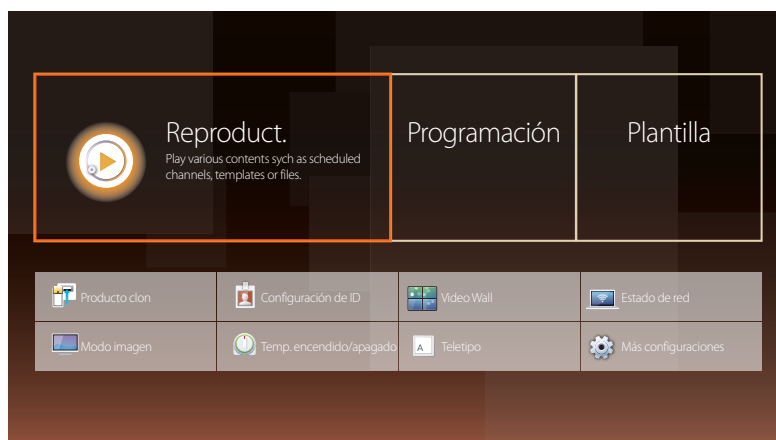 Reproduct.
Play various contents sych as scheduled
channels, templates or files.
Programación
Plantilla
Producto clon
Configuración de ID
Video Wall
Estado de red
Modo imagen
Temp. encendido/apagado
A
Teletipo
Más configuraciones